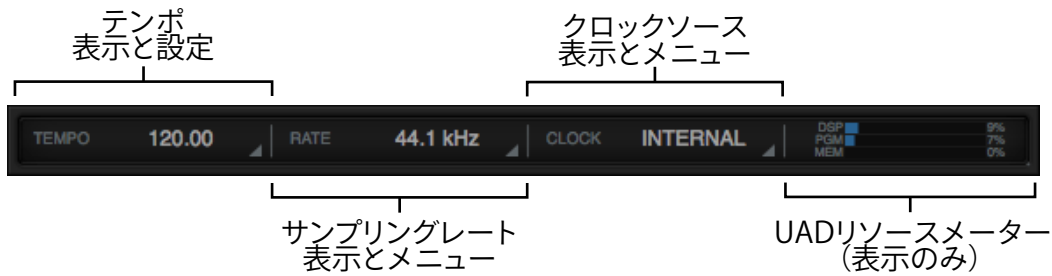 テンポ
表示と設定
クロックソース
表示とメニュー
TEMPO 120.00 RATE 44.1 kHz CLOCK INTERNAL
DSP 9%
PGM 7%
MEM 0%
サンプリングレート
表示とメニュー
UADリソースメーター
（表示のみ）